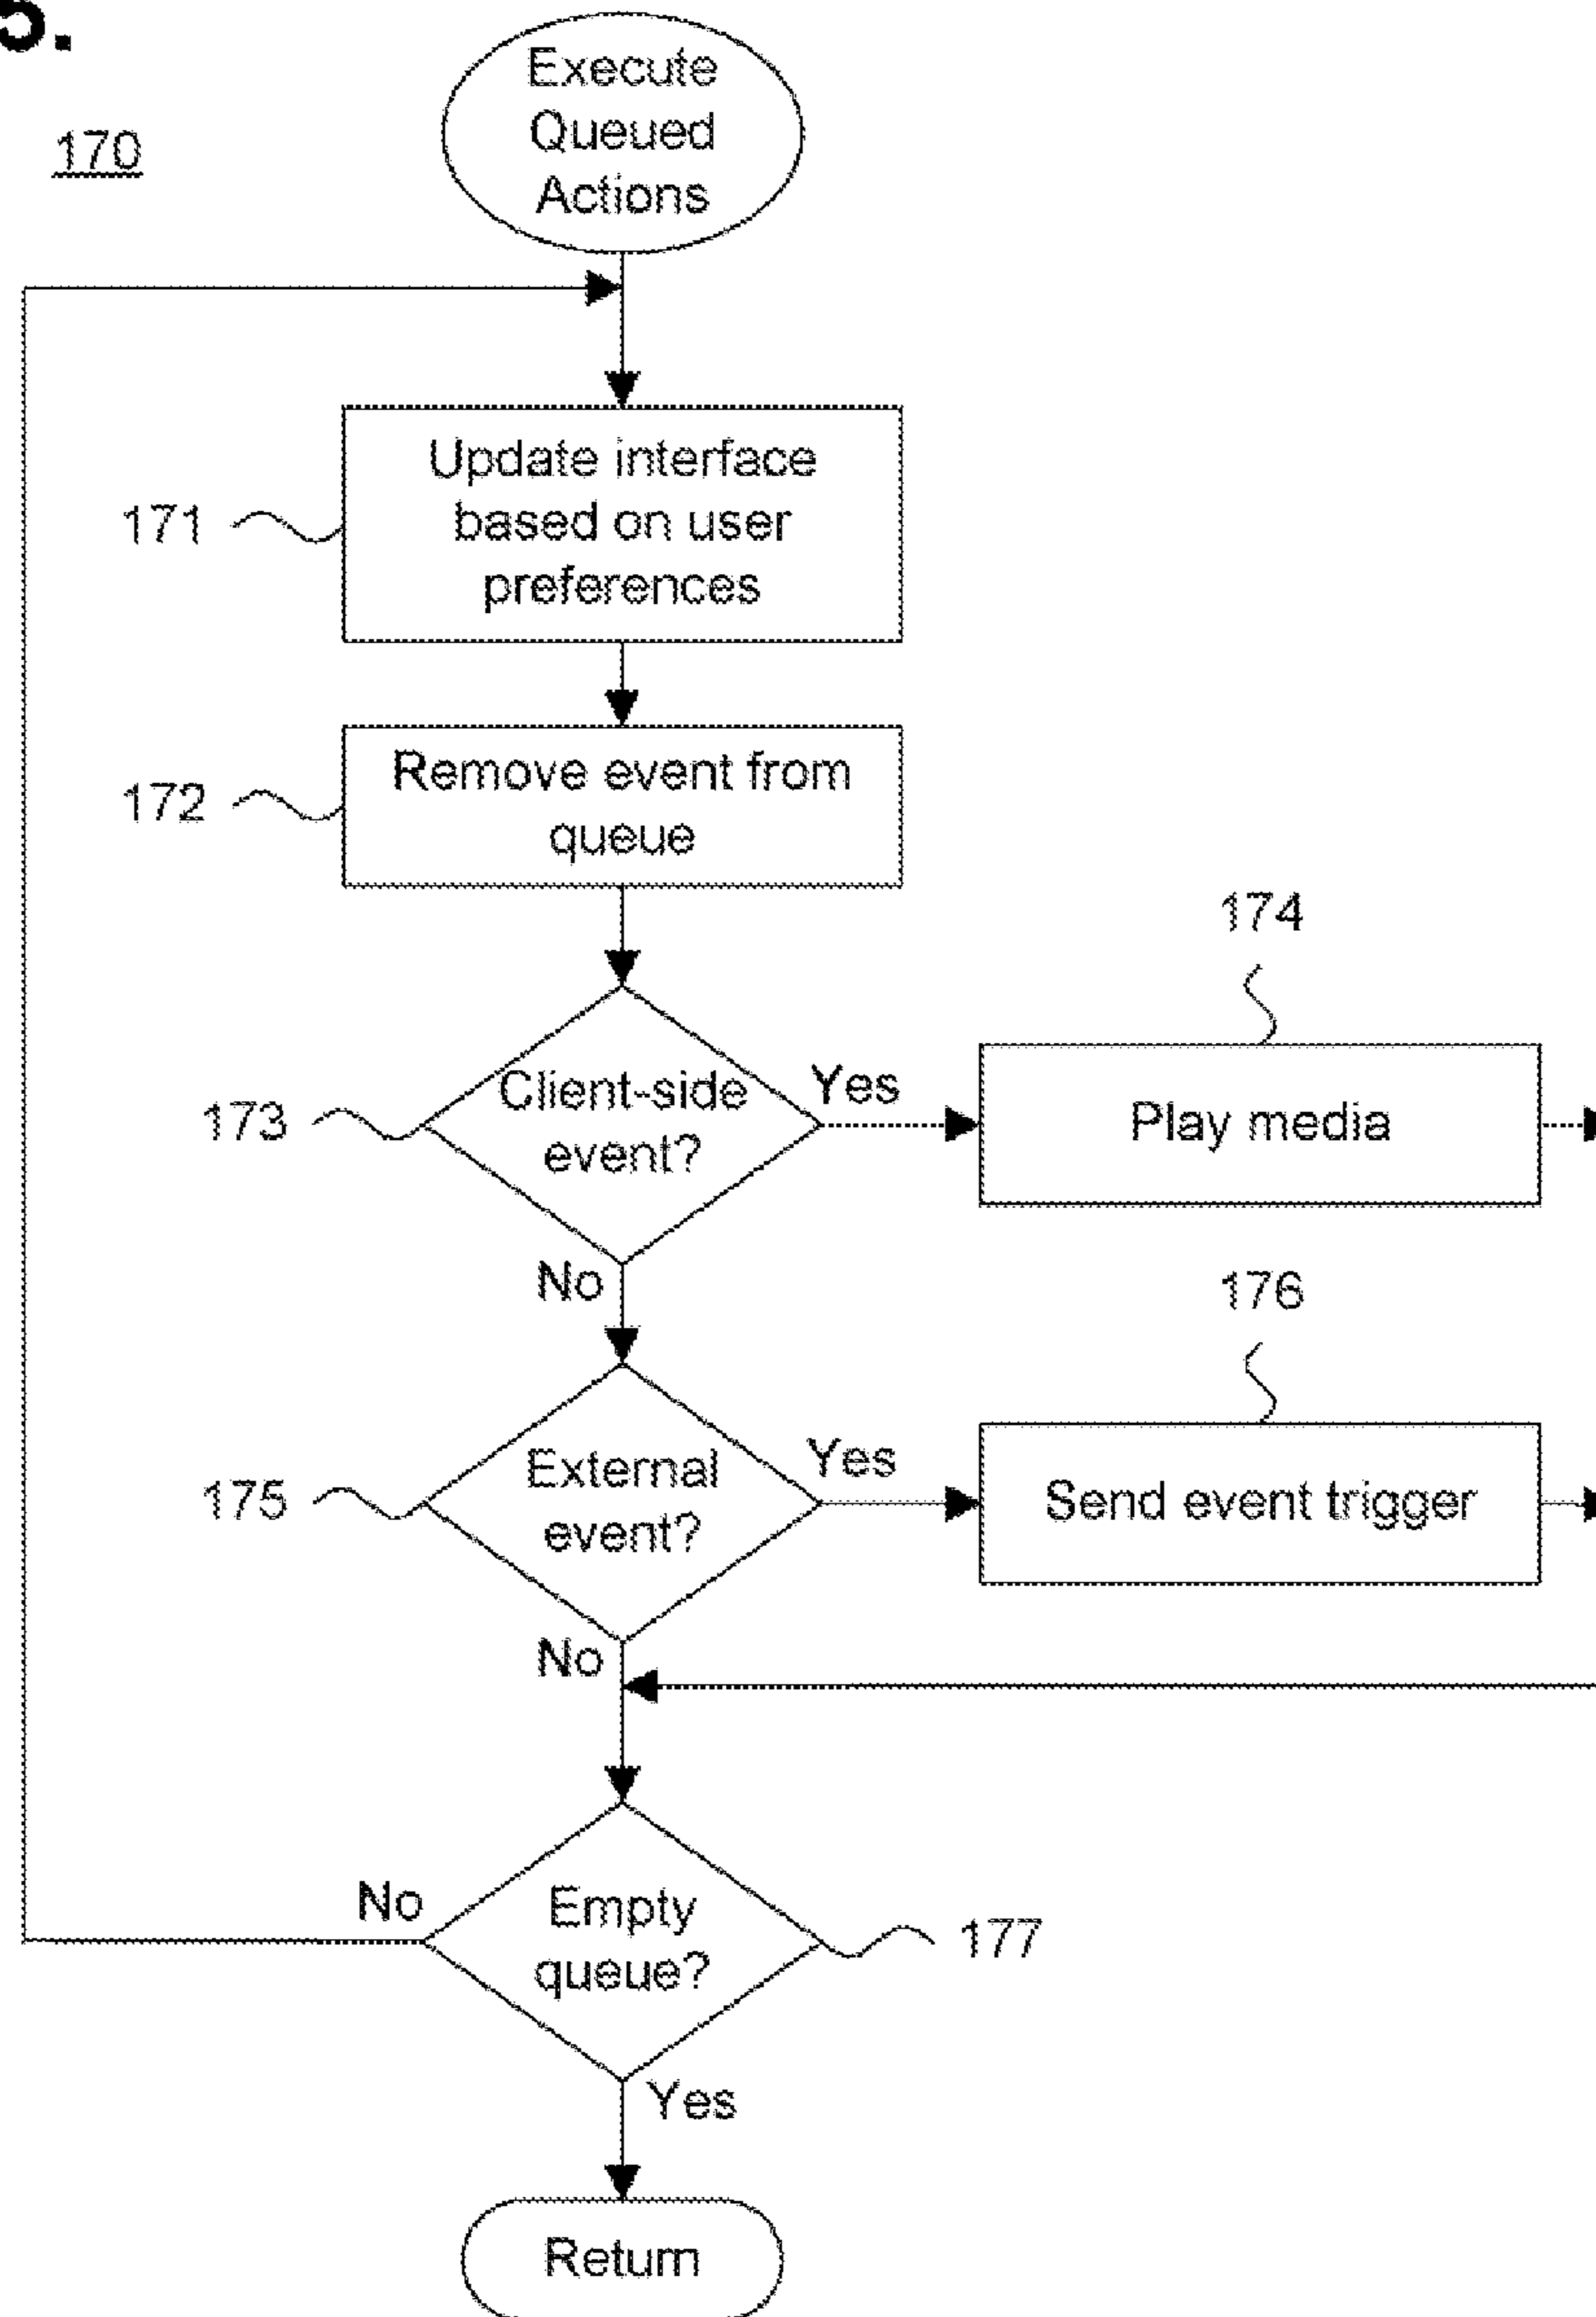 5.
Execute
Queued
Actions
170
Update interface
based on user
preferences
171
Remove event from
queue
172
174
Client-side
event?
173
Yes
Play media
No
176
External
event?
175
Yes
Send event trigger
No
Empty
queue?
No
177
Yes
Return